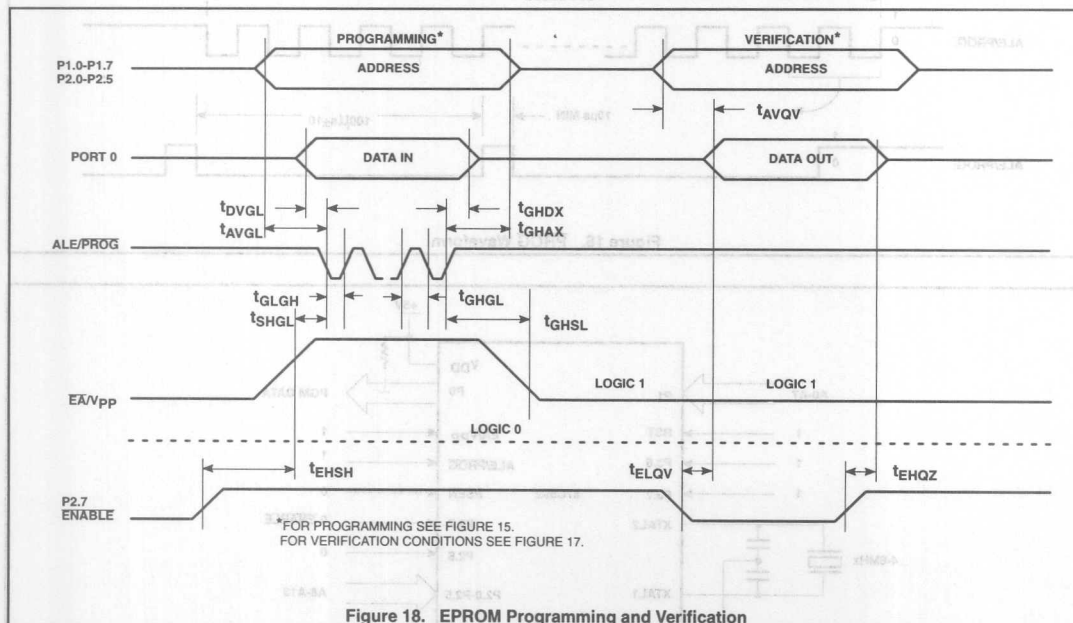 PROGRAMMING*
VERIFICATION*
P1.0-P1.7
P2.0-P2.5
ADDRESS
ADDRESS
tAVQV
PORT 0
DATA IN
DATA OUT
tDVGL
tGHDX
tAVGL
tGHAX
ALE/PROG
tGLGH
tGHGL
tSHGL
tGHSL
EA/VPP
LOGIC 1
LOGIC 1
LOGIC 0
tEHSH
tELQV
tEHQZ
P2.7
ENABLE
*FOR PROGRAMMING SEE FIGURE 15.
FOR VERIFICATION CONDITIONS SEE FIGURE 17.
Figure 18. EPROM Programming and Verification